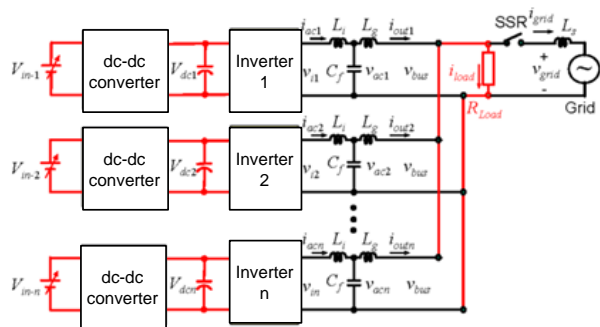 i_ac1 L_i L_g i_out1 SSR i_grid L_g
V_in-1 dc-dc converter V_dc1 Inverter 1 v_i1 C_f v_ac1 v_bus i_load R_Load + v_grid - Grid
i_ac2 L_i L_g i_out2
V_in-2 dc-dc converter V_dc2 Inverter 2 v_i2 C_f v_ac2 v_bus
i_acn L_i L_g i_outn
V_in-n dc-dc converter V_dcn Inverter n v_in C_f v_acn v_bus